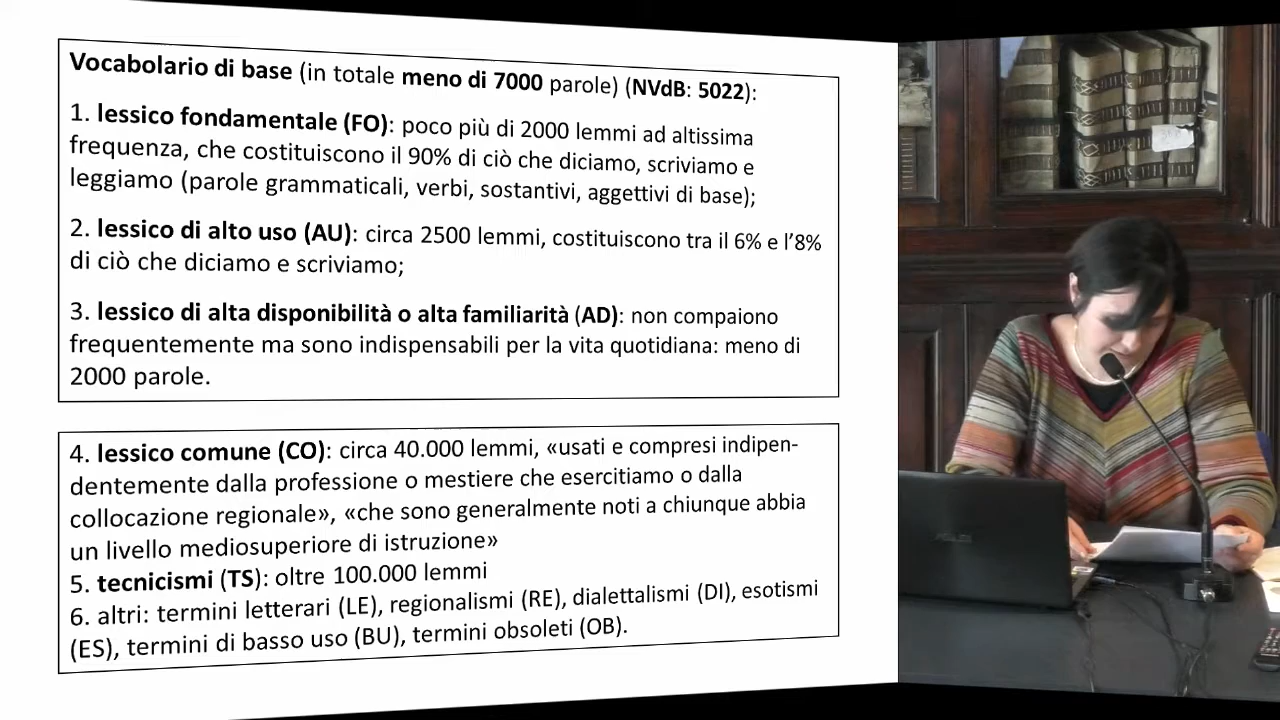 Vocabolario di base (in totale meno di 7000 parole) (NVdB: 5022):
1. lessico fondamentale (FO): poco più di 2000 lemmi ad altissima
frequenza, che costituiscono il 90% di ciò che diciamo, scriviamo e
leggiamo (parole grammaticali, verbi, sostantivi, aggettivi di base);
2. lessico di alto uso (AU): circa 2500 lemmi, costituiscono tra il 6% e l’8%
di ciò che diciamo e scriviamo;
3. lessico di alta disponibilità o alta familiarità (AD): non compaiono
frequentemente ma sono indispensabili per la vita quotidiana: meno di
2000 parole.
4. lessico comune (CO): circa 40.000 lemmi, «usati e compresi indipen-
dentemente dalla professione o mestiere che esercitiamo o dalla
collocazione regionale», «che sono generalmente noti a chiunque abbia
un livello mediosuperiore di istruzione»
5. tecnicismi (TS): oltre 100.000 lemmi
6. altri: termini letterari (LE), regionalismi (RE), dialettalismi (DI), esotismi
(ES), termini di basso uso (BU), termini obsoleti (OB).